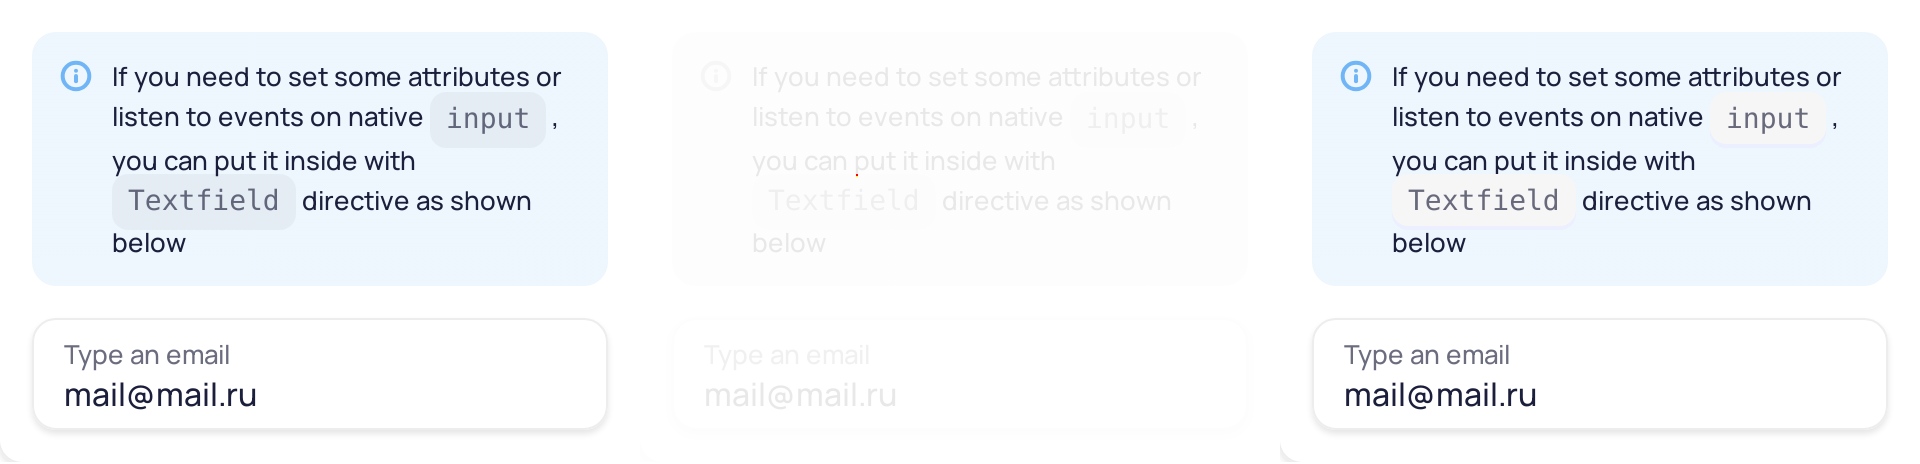 If you need to set some attributes or
listen to events on native input ,
you can put it inside with
Textfield directive as shown
below
Type an email
mail@mail.ru
If you need to set some attributes or
listen to events on native input ,
you can put it inside with
Textfield directive as shown
below
Type an email
mail@mail.ru
If you need to set some attributes or
listen to events on native input ,
you can put it inside with
Textfield directive as shown
below
Type an email
mail@mail.ru